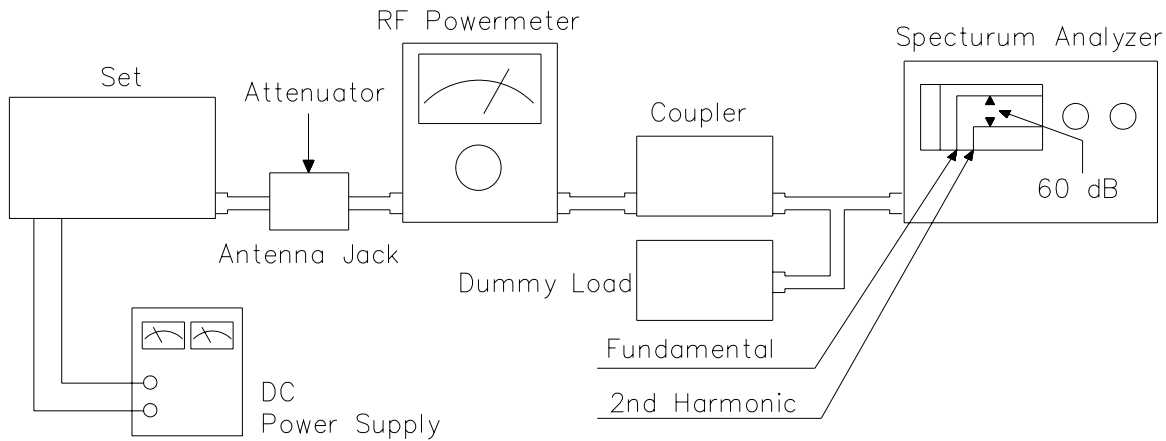 RF Powermeter
Specturum Analyzer
Set
Attenuator
Coupler
60 dB
Antenna Jack
Dummy Load
Fundamental
2nd Harmonic
DC
Power Supply